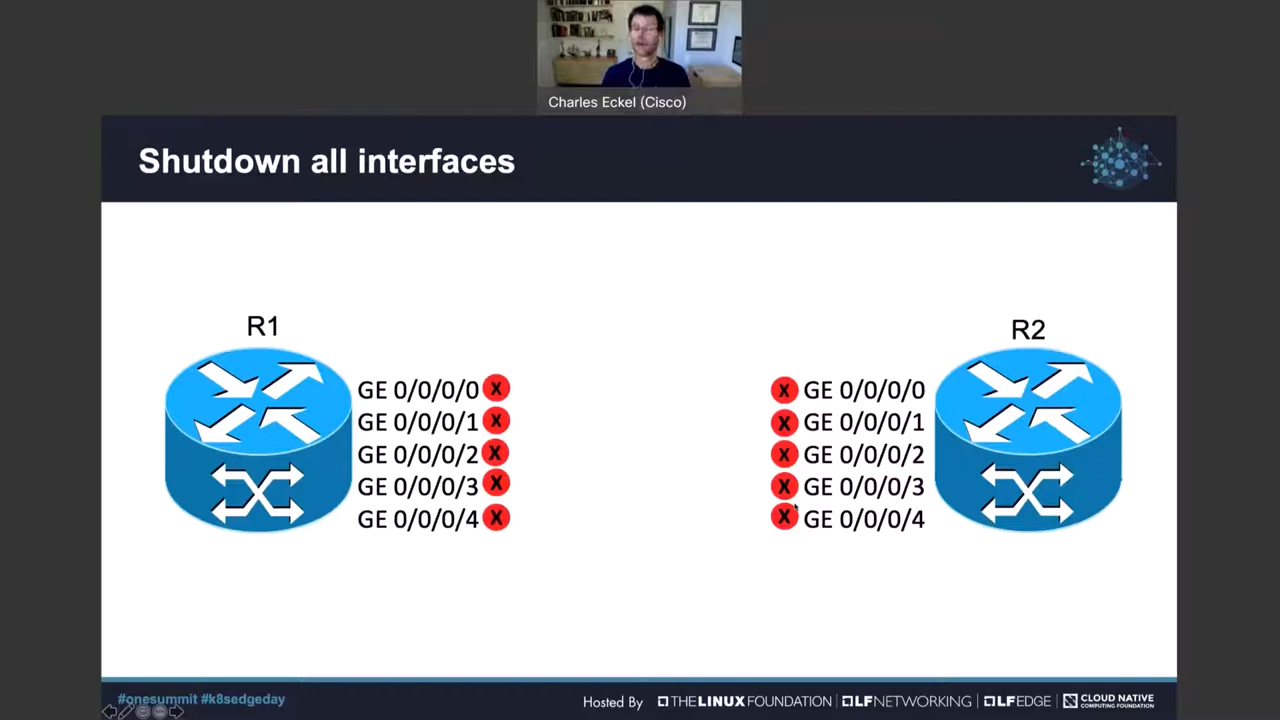 Charles Eckel (Cisco)
Shutdown all interfaces
R1
GE 0/0/0/0 X
GE 0/0/0/1 X
GE 0/0/0/2 X
GE 0/0/0/3 X
GE 0/0/0/4 X
R2
X GE 0/0/0/0
X GE 0/0/0/1
X GE 0/0/0/2
X GE 0/0/0/3
X GE 0/0/0/4
#onesummit #k8sedgeday
Hosted By THE LINUX FOUNDATION LFNETWORKING LFEDGE CLOUD NATIVE
COMPUTING FOUNDATION